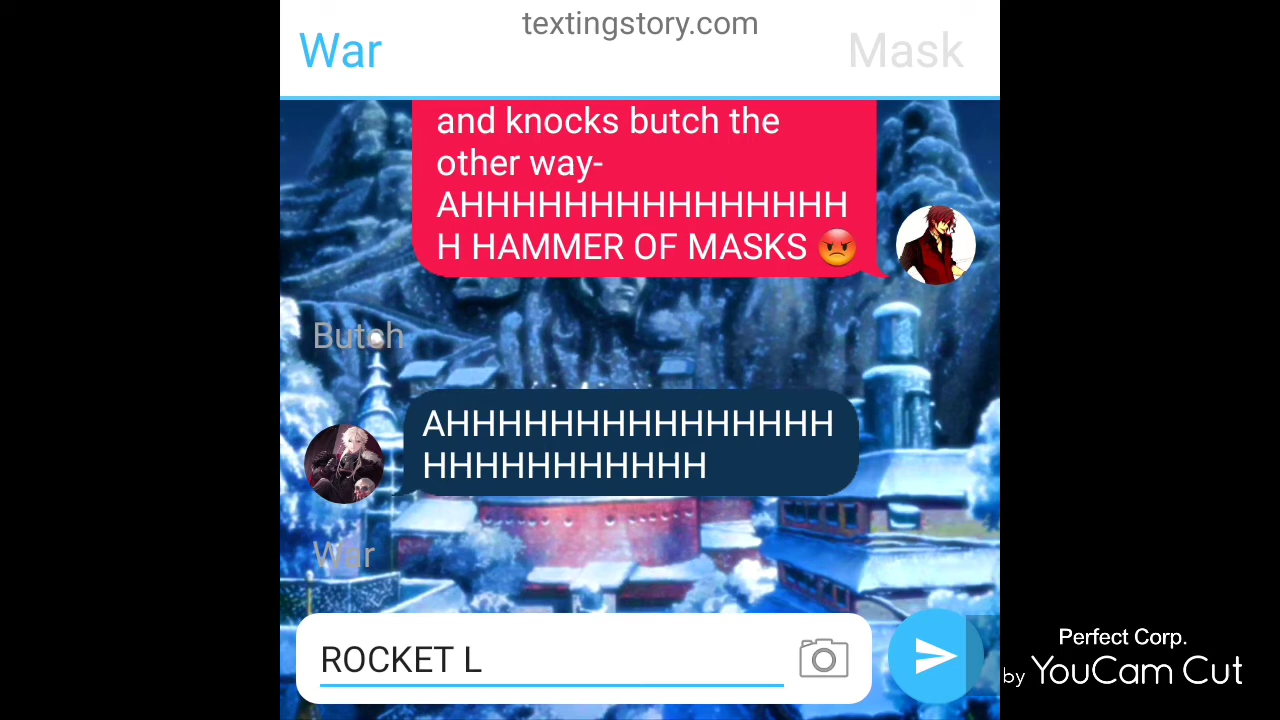 textingstory.com
War
Mask
and knocks butch the
other way-
AHHHHHHHHHHHHHHH
H HAMMER OF MASKS 😡
Butch
AHHHHHHHHHHHHHHH
HHHHHHHHHHH
War
ROCKET L
Perfect Corp.
by YouCam Cut